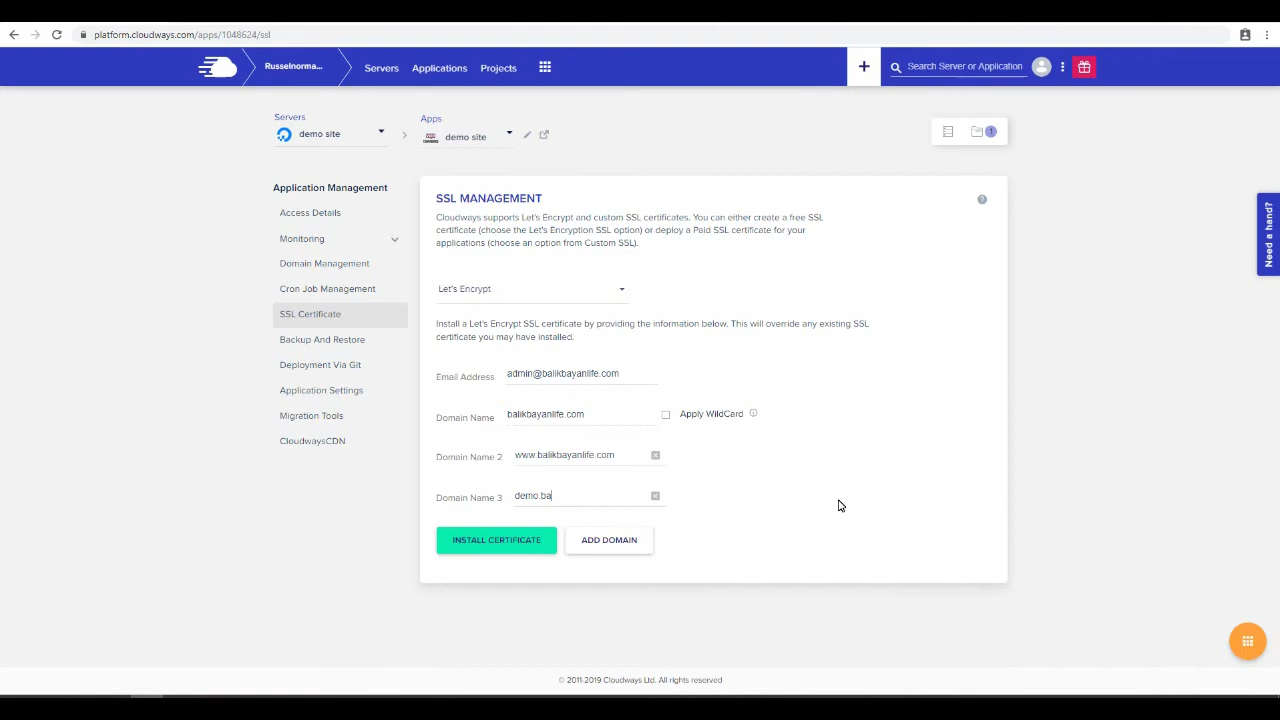 platform.cloudways.com/apps/1048624/ssl
Russelnorma...
Servers
Applications
Projects
+
Search Server or Application
Servers
demo site
Apps
demo site
1
Application Management
Access Details
Monitoring
Domain Management
Cron Job Management
SSL Certificate
Backup And Restore
Deployment Via Git
Application Settings
Migration Tools
CloudwaysCDN
SSL MANAGEMENT
Cloudways supports Let's Encrypt and custom SSL certificates. You can either create a free SSL
certificate (choose the Let's Encryption SSL option) or deploy a Paid SSL certificate for your
applications (choose an option from Custom SSL).
Let's Encrypt
Install a Let's Encrypt SSL certificate by providing the information below. This will override any existing SSL
certificate you may have installed.
Email Address admin@balikbayanlife.com
Domain Name balikbayanlife.com Apply WildCard
Domain Name 2 www.balikbayanlife.com
Domain Name 3 demo.ba
INSTALL CERTIFICATE
ADD DOMAIN
Need a hand?
© 2011-2019 Cloudways Ltd. All rights reserved